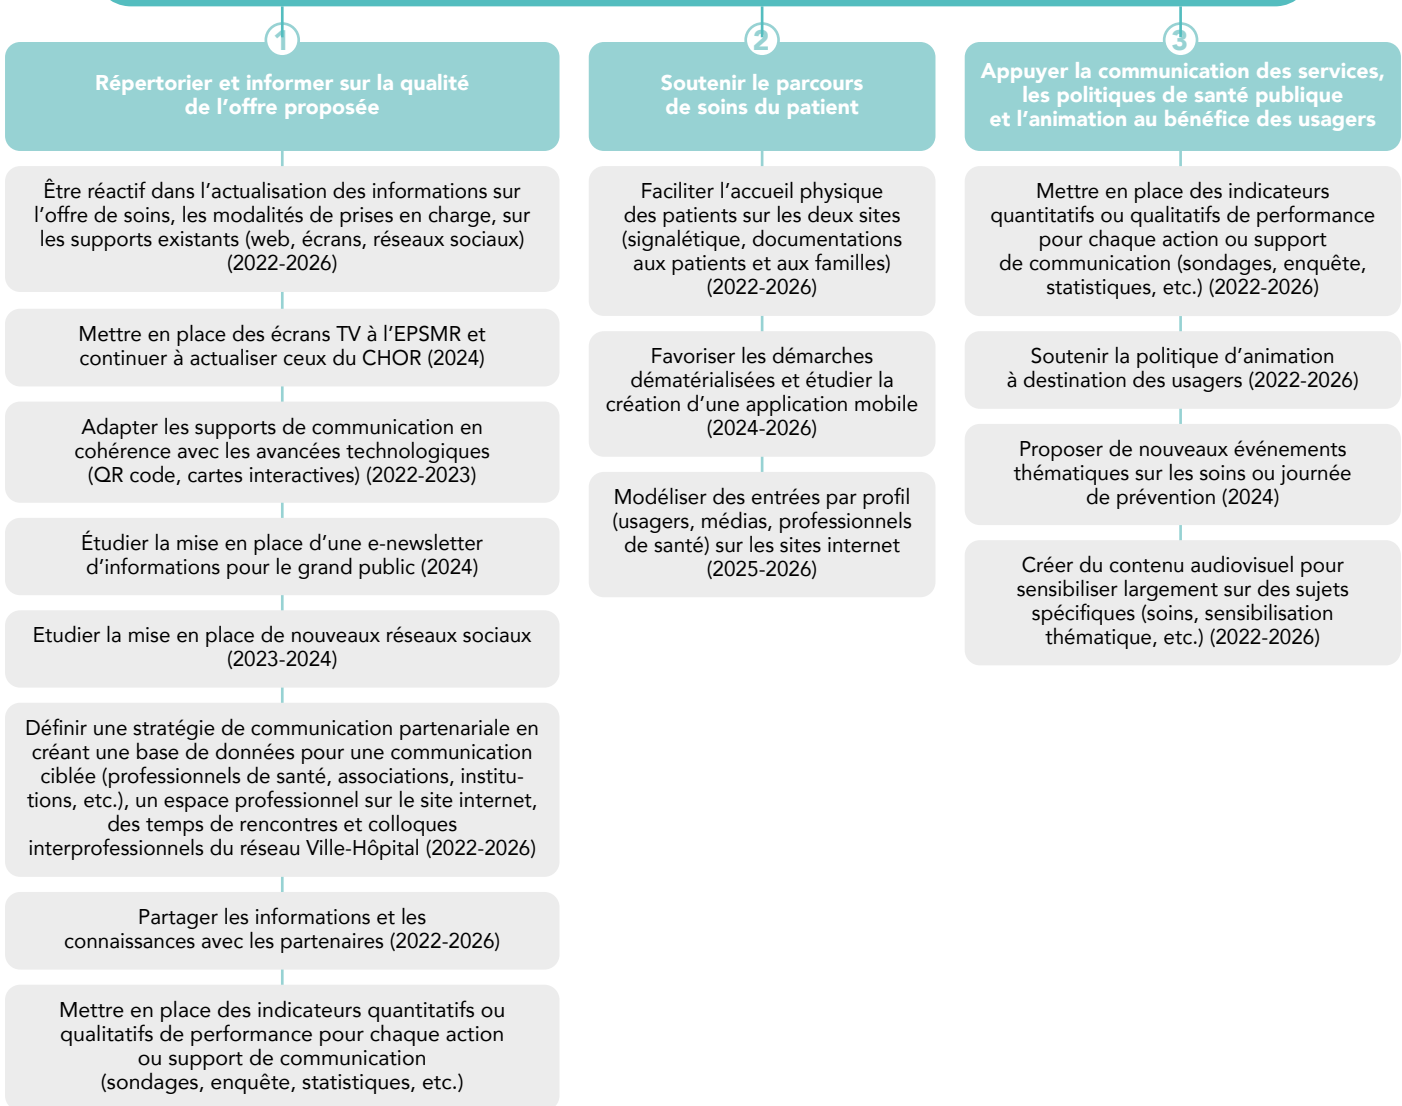 1
Répertorier et informer sur la qualité
de l'offre proposée
Être réactif dans l'actualisation des informations sur
l'offre de soins, les modalités de prises en charge, sur
les supports existants (web, écrans, réseaux sociaux)
(2022-2026)
Mettre en place des écrans TV à l'EPSMR et
continuer à actualiser ceux du CHOR (2024)
Adapter les supports de communication en
cohérence avec les avancées technologiques
(QR code, cartes interactives) (2022-2023)
Étudier la mise en place d'une e-newsletter
d'informations pour le grand public (2024)
Etudier la mise en place de nouveaux réseaux sociaux
(2023-2024)
Définir une stratégie de communication partenariale en
créant une base de données pour une communication
ciblée (professionnels de santé, associations, institu-
tions, etc.), un espace professionnel sur le site internet,
des temps de rencontres et colloques
interprofessionnels du réseau Ville-Hôpital (2022-2026)
Partager les informations et les
connaissances avec les partenaires (2022-2026)
Mettre en place des indicateurs quantitatifs ou
qualitatifs de performance pour chaque action
ou support de communication
(sondages, enquête, statistiques, etc.)
2
Soutenir le parcours
de soins du patient
Faciliter l'accueil physique
des patients sur les deux sites
(signalétique, documentations
aux patients et aux familles)
(2022-2026)
Favoriser les démarches
dématérialisées et étudier la
création d'une application mobile
(2024-2026)
Modéliser des entrées par profil
(usagers, médias, professionnels
de santé) sur les sites internet
(2025-2026)
3
Appuyer la communication des services,
les politiques de santé publique
et l'animation au bénéfice des usagers
Mettre en place des indicateurs
quantitatifs ou qualitatifs de performance
pour chaque action ou support
de communication (sondages, enquête,
statistiques, etc.) (2022-2026)
Soutenir la politique d'animation
à destination des usagers (2022-2026)
Proposer de nouveaux événements
thématiques sur les soins ou journée
de prévention (2024)
Créer du contenu audiovisuel pour
sensibiliser largement sur des sujets
spécifiques (soins, sensibilisation
thématique, etc.) (2022-2026)